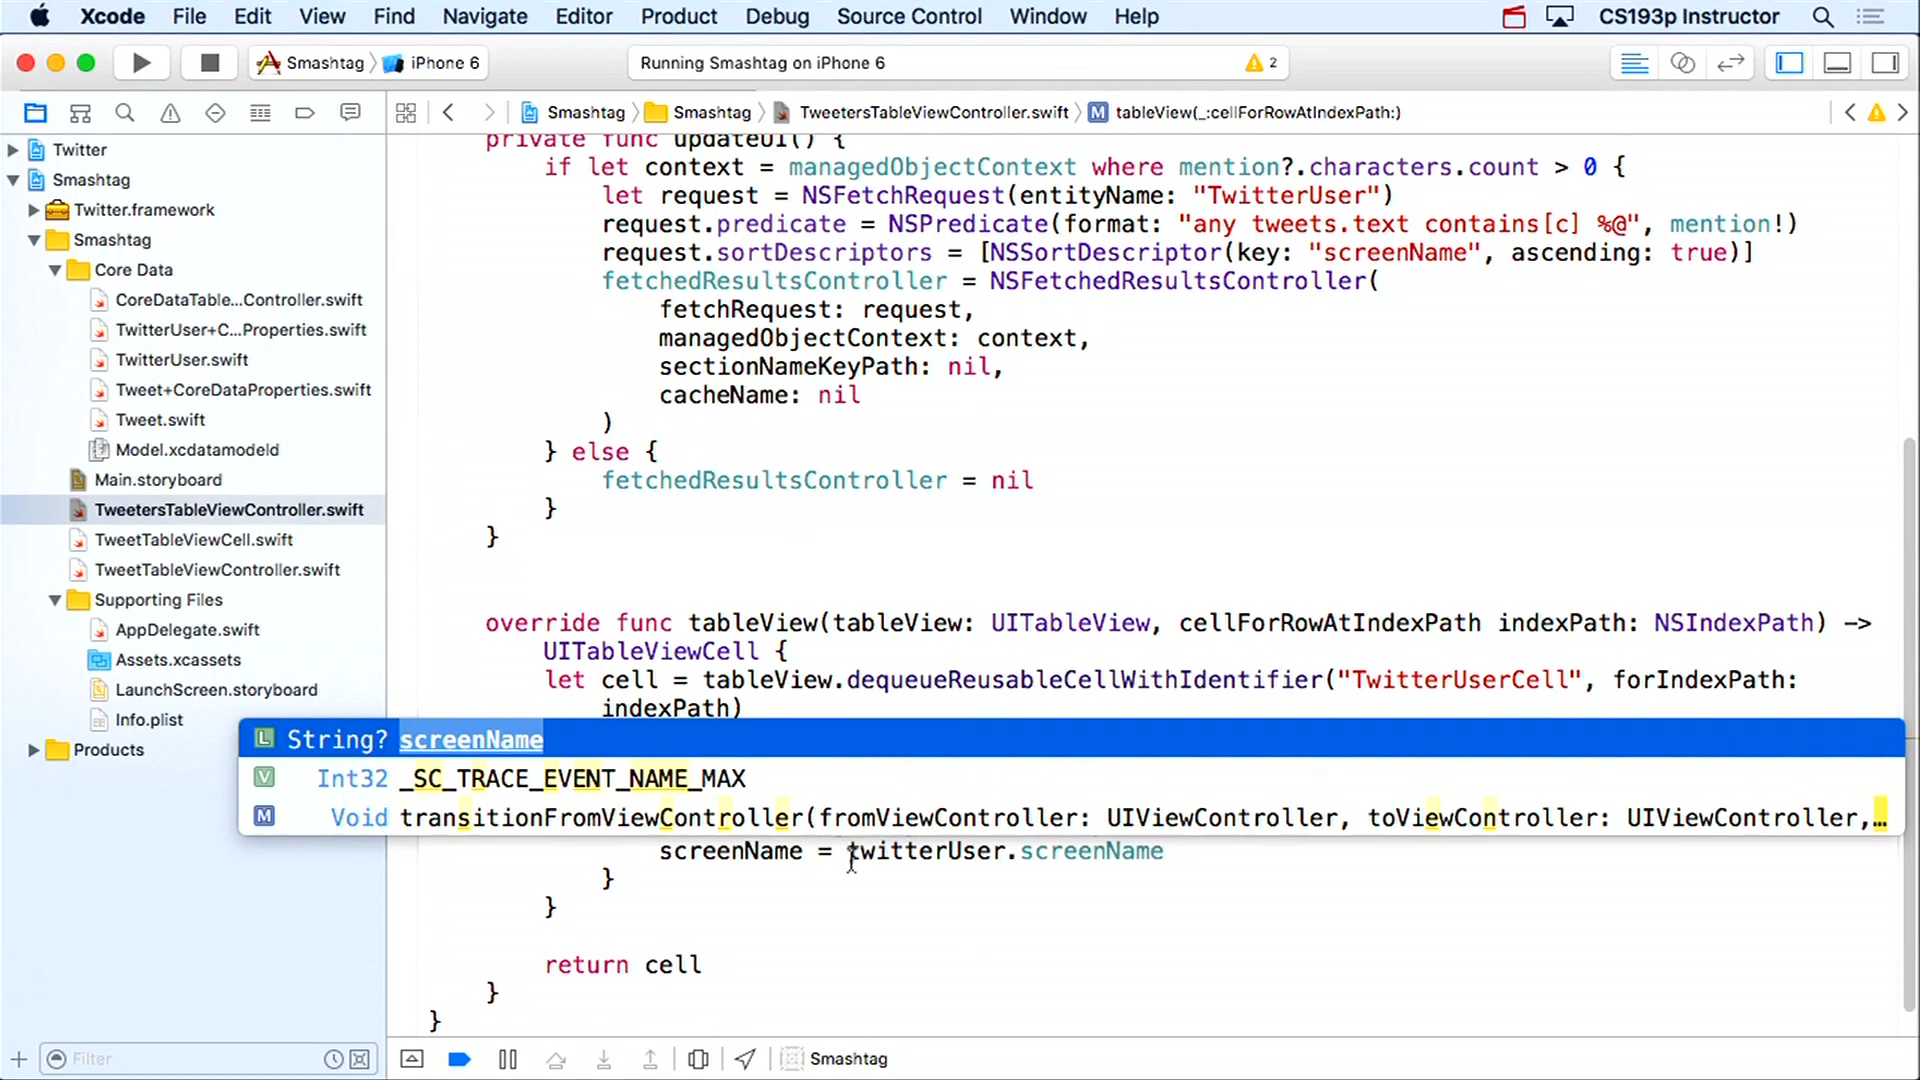 Xcode File Edit View Find Navigate Editor Product Debug Source Control Window Help CS193p Instructor
Smashtag iPhone 6 Running Smashtag on iPhone 6 2
Smashtag Smashtag TweetersTableViewController.swift M tableView(_:cellForRowAtIndexPath:)
Twitter
Smashtag
Twitter.framework
Smashtag
Core Data
CoreDataTable...Controller.swift
TwitterUser+C...Properties.swift
TwitterUser.swift
Tweet+CoreDataProperties.swift
Tweet.swift
Model.xcdatamodeld
Main.storyboard
TweetersTableViewController.swift
TweetTableViewCell.swift
TweetTableViewController.swift
Supporting Files
AppDelegate.swift
Assets.xcassets
LaunchScreen.storyboard
Info.plist
Products
private func updateUI() {
if let context = managedObjectContext where mention?.characters.count > 0 {
let request = NSFetchRequest(entityName: "TwitterUser")
request.predicate = NSPredicate(format: "any tweets.text contains[c] %@", mention!)
request.sortDescriptors = [NSSortDescriptor(key: "screenName", ascending: true)]
fetchedResultsController = NSFetchedResultsController(
fetchRequest: request,
managedObjectContext: context,
sectionNameKeyPath: nil,
cacheName: nil
)
} else {
fetchedResultsController = nil
}
}
override func tableView(tableView: UITableView, cellForRowAtIndexPath indexPath: NSIndexPath) ->
UITableViewCell {
let cell = tableView.dequeueReusableCellWithIdentifier("TwitterUserCell", forIndexPath:
indexPath)
L String? screenName
V Int32 _SC_TRACE_EVENT_NAME_MAX
M Void transitionFromViewController(fromViewController: UIViewController, toViewController: UIViewController,…
screenName = twitterUser.screenName
}
}
return cell
}
}
Filter Smashtag